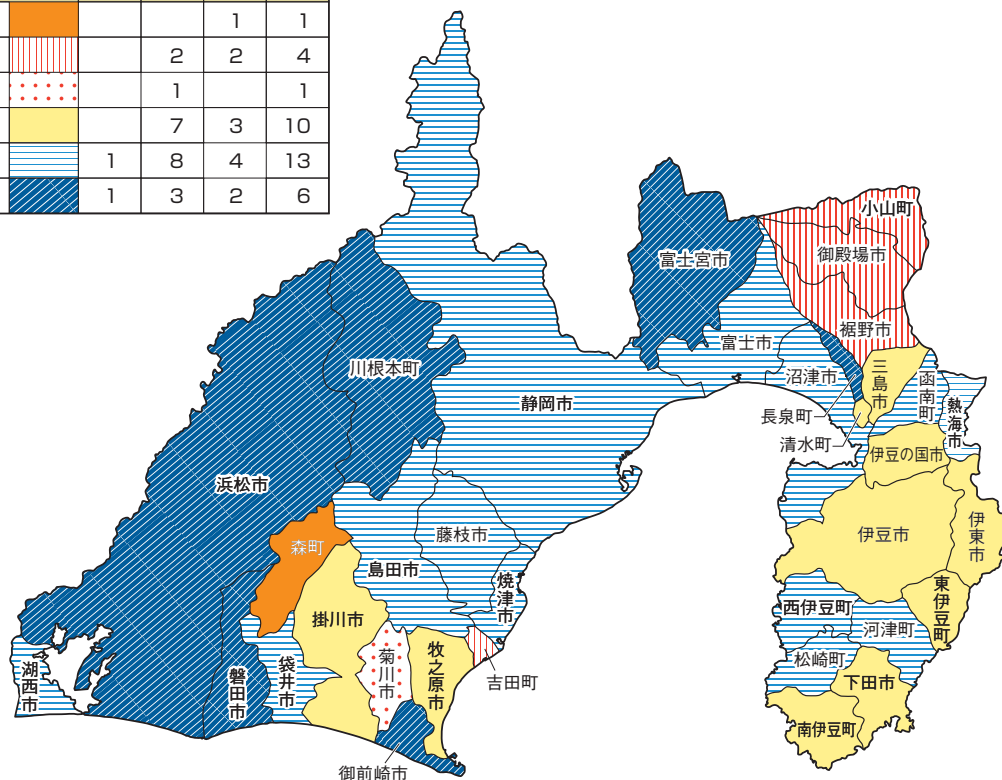 1 1
2 2 4
1 1
7 3 10
1 8 4 13
1 3 2 6
小山町
御殿場市
富士宮市
裾野市
富士市
三島市
川根本町
沼津市
函南町
静岡市
熱海市
長泉町
清水町
伊豆の国市
浜松市
藤枝市
伊豆市
伊東市
森町
島田市
焼津市
東伊豆町
西伊豆町
掛川市
河津町
菊川市
牧之原市
松崎町
湖西市
磐田市
袋井市
吉田町
下田市
南伊豆町
御前崎市